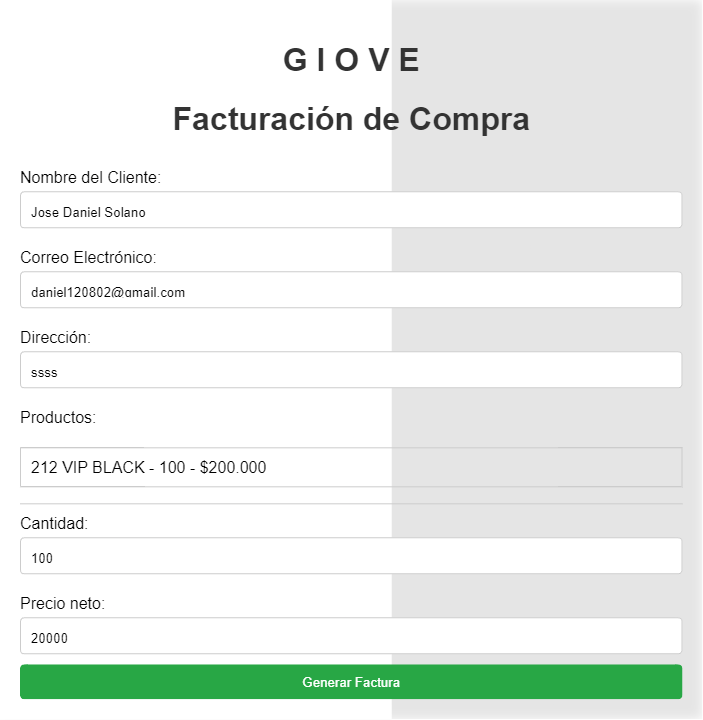 G I O V E
Facturación de Compra
Nombre del Cliente:
Jose Daniel Solano
Correo Electrónico:
daniel120802@gmail.com
Dirección:
ssss
Productos:
212 VIP BLACK - 100 - $200.000
Cantidad:
100
Precio neto:
20000
Generar Factura